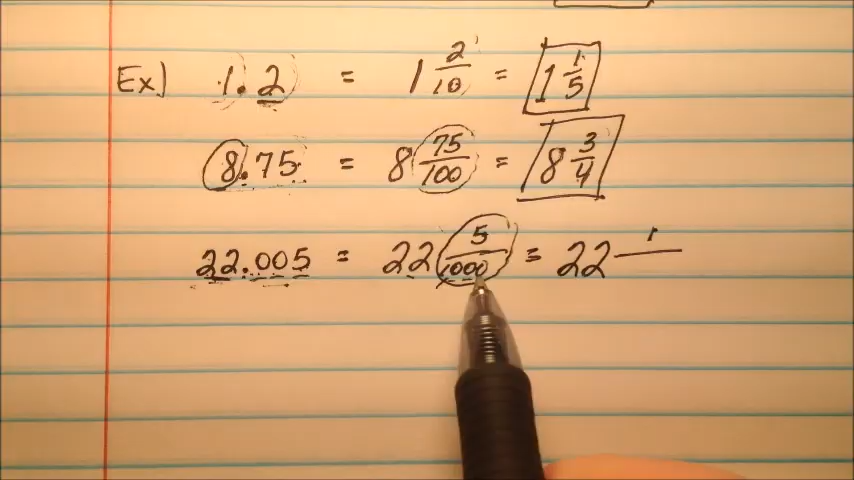 Ex) 1.2 = 1 2/10 = 1 1/5
8.75 = 8 75/100 = 8 3/4
22.005 = 22 5/1000 = 22 1/